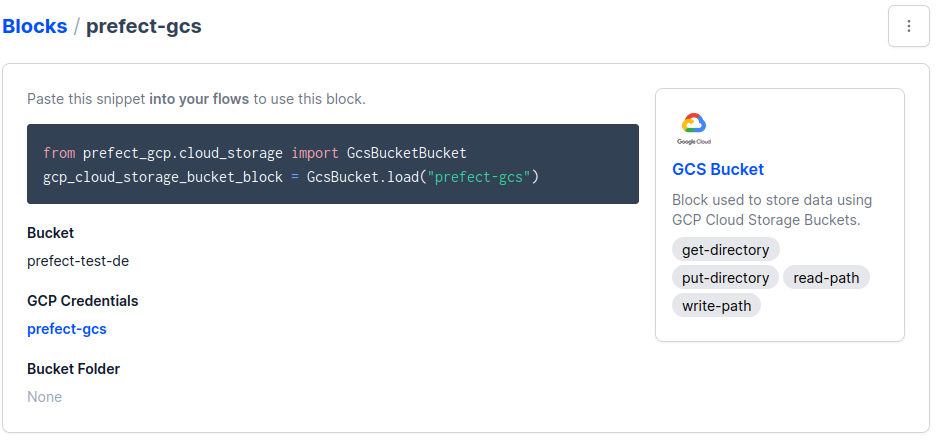 Blocks / prefect-gcs
Paste this snippet into your flows to use this block.
from prefect_gcp.cloud_storage import GcsBucketBucket
gcp_cloud_storage_bucket_block = GcsBucket.load("prefect-gcs")
Bucket
prefect-test-de
GCP Credentials
prefect-gcs
Bucket Folder
None
Google Cloud
GCS Bucket
Block used to store data using
GCP Cloud Storage Buckets.
get-directory
put-directory read-path
write-path